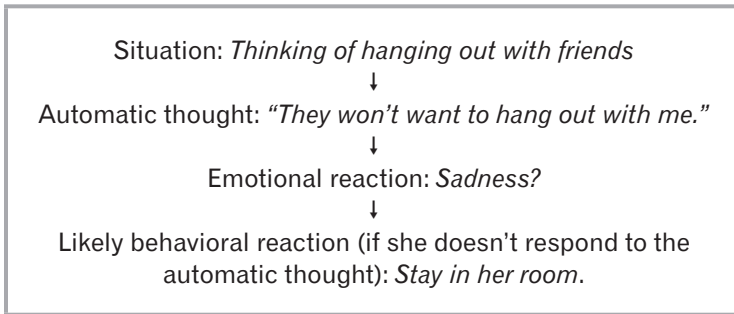 Situation: Thinking of hanging out with friends
↓
Automatic thought: “They won’t want to hang out with me.”
↓
Emotional reaction: Sadness?
↓
Likely behavioral reaction (if she doesn’t respond to the
automatic thought): Stay in her room.